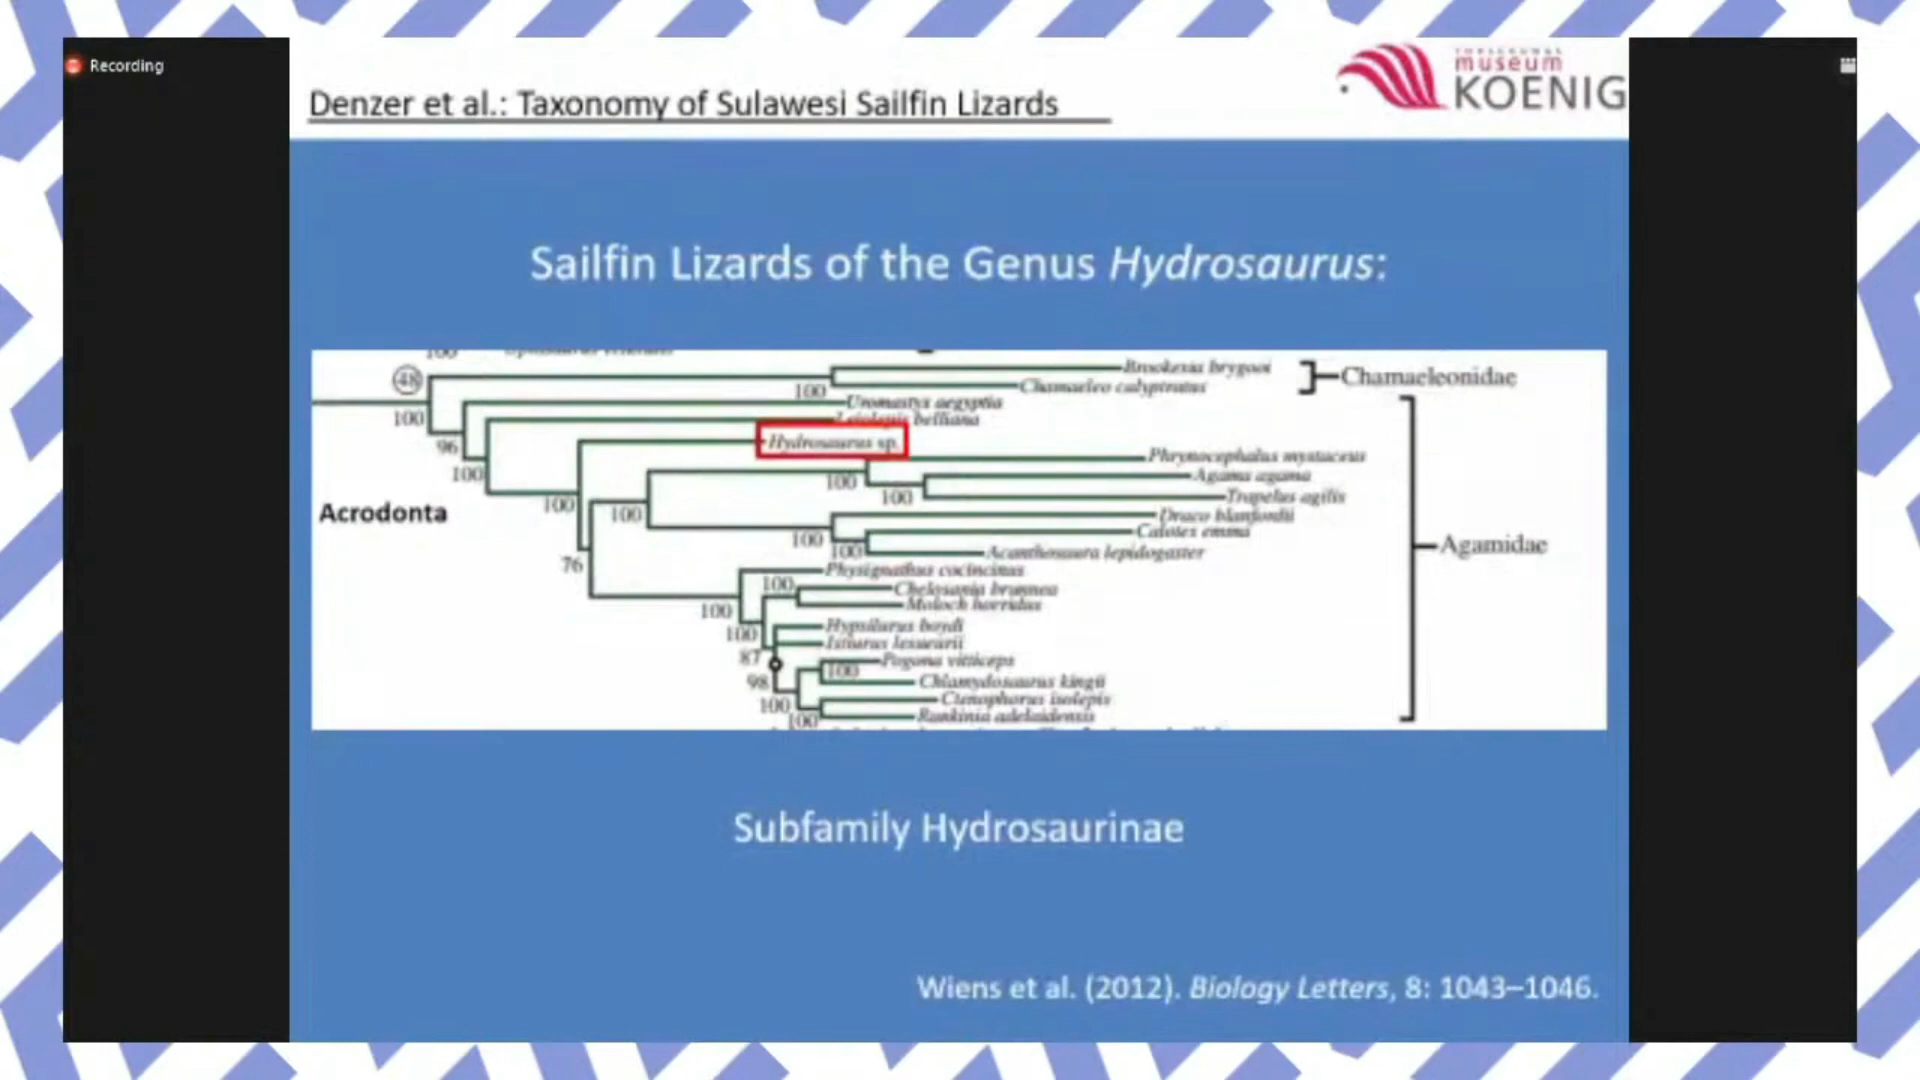 Recording
museum
KOENIG
Denzer et al.: Taxonomy of Sulawesi Sailfin Lizards
Sailfin Lizards of the Genus Hydrosaurus:
100
48
100
Brookesia brygooi
Chamaeleo calyptratus
Chamaeleonidae
100
Uromastyx aegyptia
96
Leiolepis belliana
100
Hydrosaurus sp.
Phrynocephalus mystaceus
100
Agama agama
100
100
Trapelus agilis
Acrodonta
100
Draco blanfordii
Calotes emma
100
100
Acanthosaura lepidogaster
Agamidae
76
Physignathus cocincinus
100
Chelosania brunnea
100
Moloch horridus
100
Hypsilurus boydi
Istiurus lesueurii
87
Pogona vitticeps
100
98
Chlamydosaurus kingii
100
Ctenophorus isolepis
100
Rankinia adelaidensis
Subfamily Hydrosaurinae
Wiens et al. (2012). Biology Letters, 8: 1043–1046.